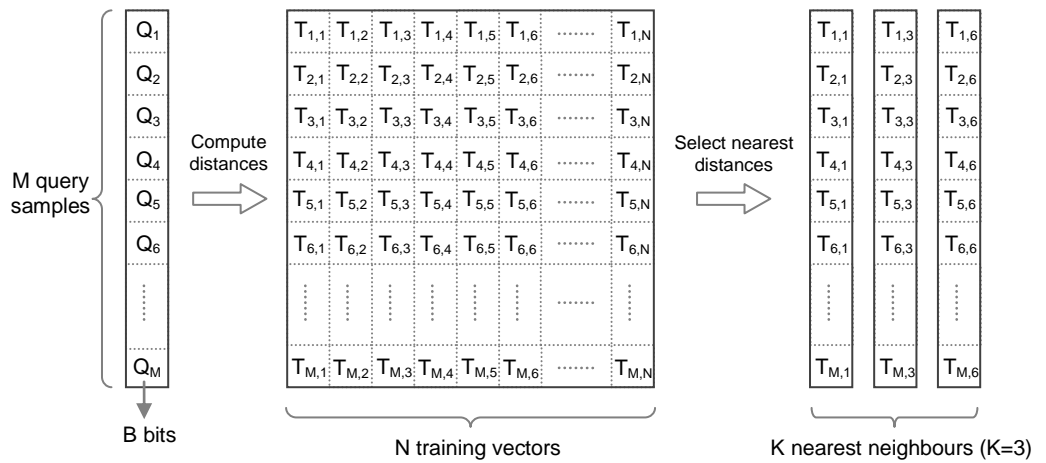 Q1 T1,1 T1,2 T1,3 T1,4 T1,5 T1,6 ....... T1,N T1,1 T1,3 T1,6
Q2 T2,1 T2,2 T2,3 T2,4 T2,5 T2,6 ....... T2,N T2,1 T2,3 T2,6
Q3 T3,1 T3,2 T3,3 T3,4 T3,5 T3,6 ....... T3,N T3,1 T3,3 T3,6
Compute
distances
Select nearest
distances
Q4 T4,1 T4,2 T4,3 T4,4 T4,5 T4,6 ....... T4,N T4,1 T4,3 T4,6
M query
samples
Q5 T5,1 T5,2 T5,3 T5,4 T5,5 T5,6 ....... T5,N T5,1 T5,3 T5,6
Q6 T6,1 T6,2 T6,3 T6,4 T6,5 T6,6 ....... T6,N T6,1 T6,3 T6,6
QM TM,1 TM,2 TM,3 TM,4 TM,5 TM,6 ....... TM,N TM,1 TM,3 TM,6
B bits
N training vectors
K nearest neighbours (K=3)